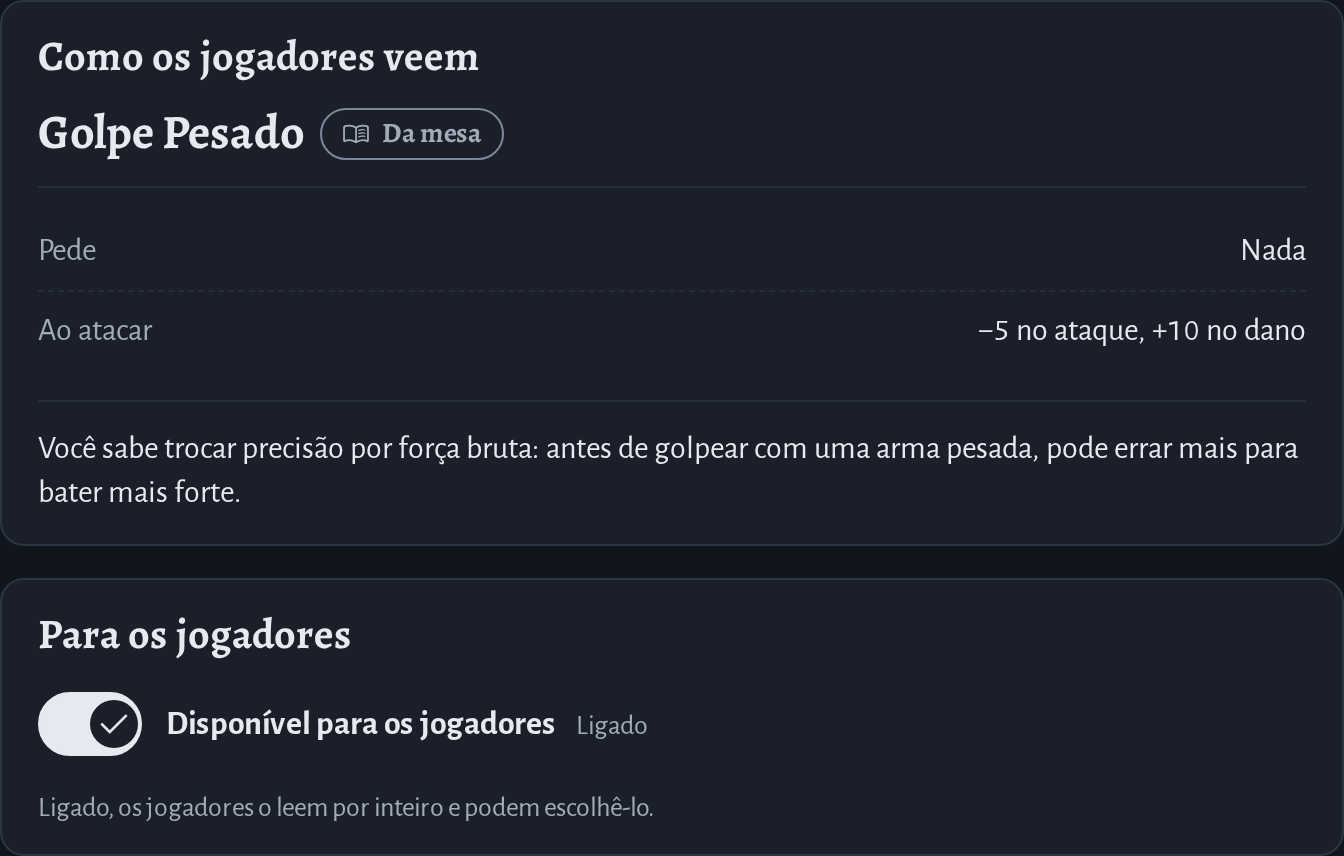 Como os jogadores veem
Golpe Pesado Da mesa
Pede Nada
Ao atacar −5 no ataque, +10 no dano
Você sabe trocar precisão por força bruta: antes de golpear com uma arma pesada, pode errar mais para
bater mais forte.
Para os jogadores
Disponível para os jogadores Ligado
Ligado, os jogadores o leem por inteiro e podem escolhê-lo.